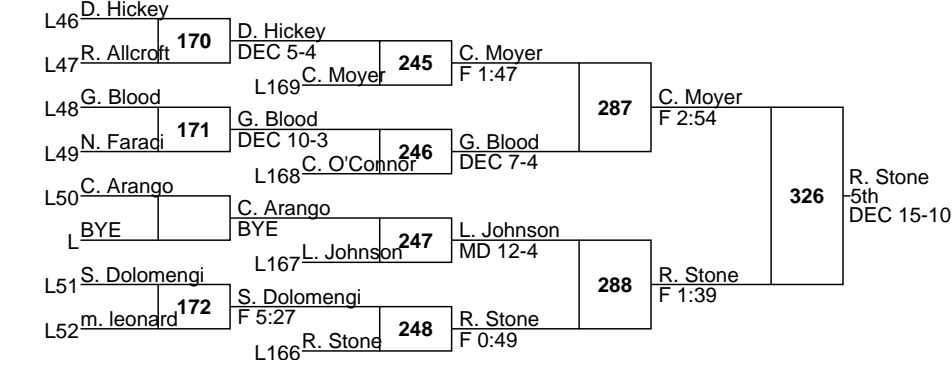 L46 D. Hickey
170
L47 R. Allcroft
D. Hickey
DEC 5-4
245
L169 C. Moyer
C. Moyer
F 1:47
L48 G. Blood
171
L49 N. Faraci
G. Blood
DEC 10-3
246
L168 C. O'Connor
G. Blood
DEC 7-4
287
C. Moyer
F 2:54
L50 C. Arango
L BYE
C. Arango
BYE
247
L167 L. Johnson
L. Johnson
MD 12-4
L51 S. Dolomengi
172
L52 m. leonard
S. Dolomengi
F 5:27
248
L166 R. Stone
R. Stone
F 0:49
288
R. Stone
F 1:39
326
R. Stone
5th
DEC 15-10